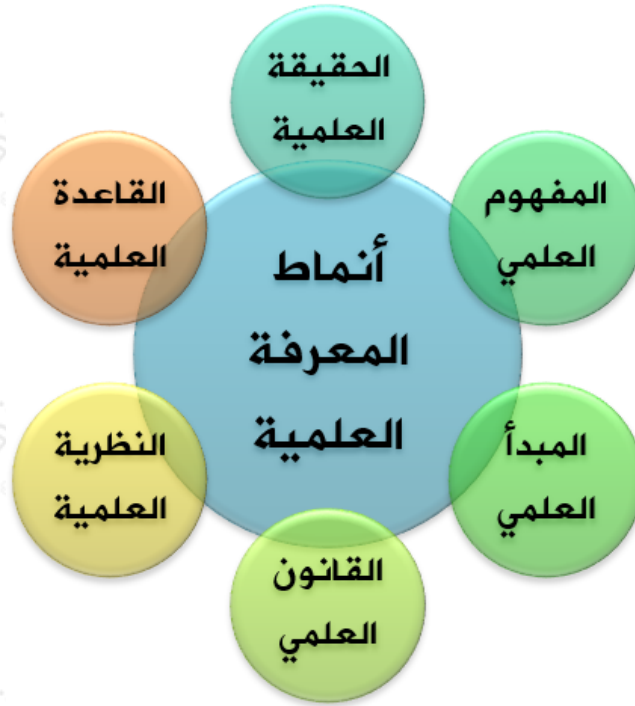 أنماط
المعرفة
العلمية
الحقيقة
العلمية
المفهوم
العلمي
المبدأ
العلمي
القانون
العلمي
النظرية
العلمية
القاعدة
العلمية